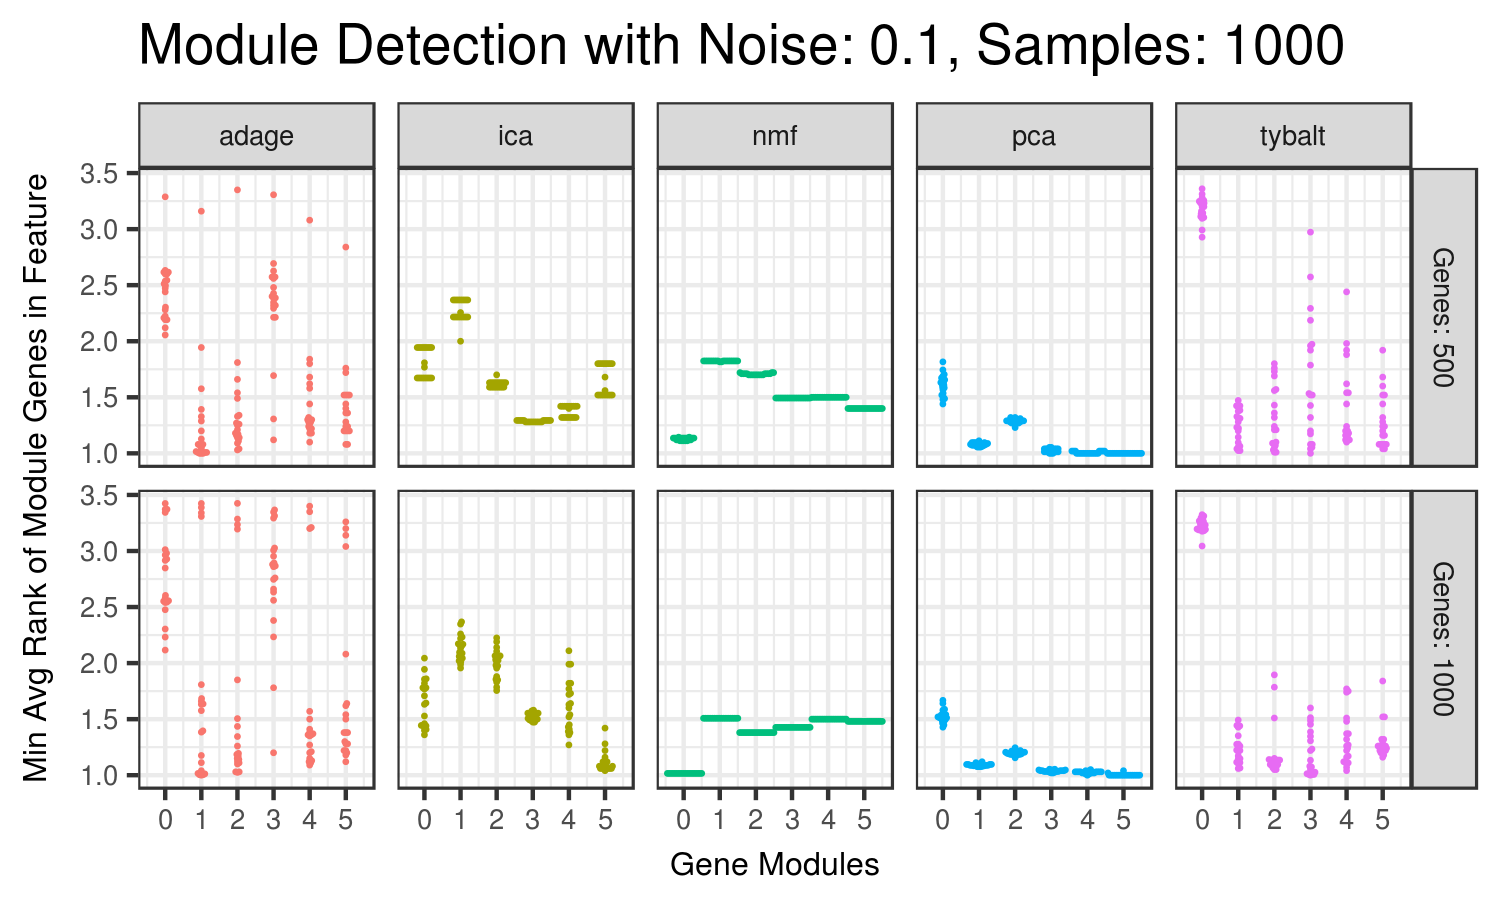 Module Detection with Noise: 0.1, Samples: 1000
adage ica nmf pca tybalt
Min Avg Rank of Module Genes in Feature
3.5
3.0
2.5
2.0
1.5
1.0
Genes: 500
3.5
3.0
2.5
2.0
1.5
1.0
Genes: 1000
0 1 2 3 4 5 0 1 2 3 4 5 0 1 2 3 4 5 0 1 2 3 4 5 0 1 2 3 4 5
Gene Modules